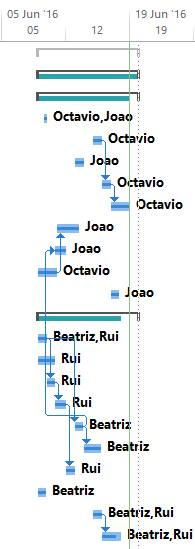 05 Jun '16 19 Jun '16
05 12 19
Octavio,Joao
Octavio
Joao
Octavio
Octavio
Joao
Joao
Octavio
Joao
Beatriz,Rui
Rui
Rui
Rui
Beatriz
Beatriz
Rui
Beatriz
Beatriz,Rui
Beatriz,Rui